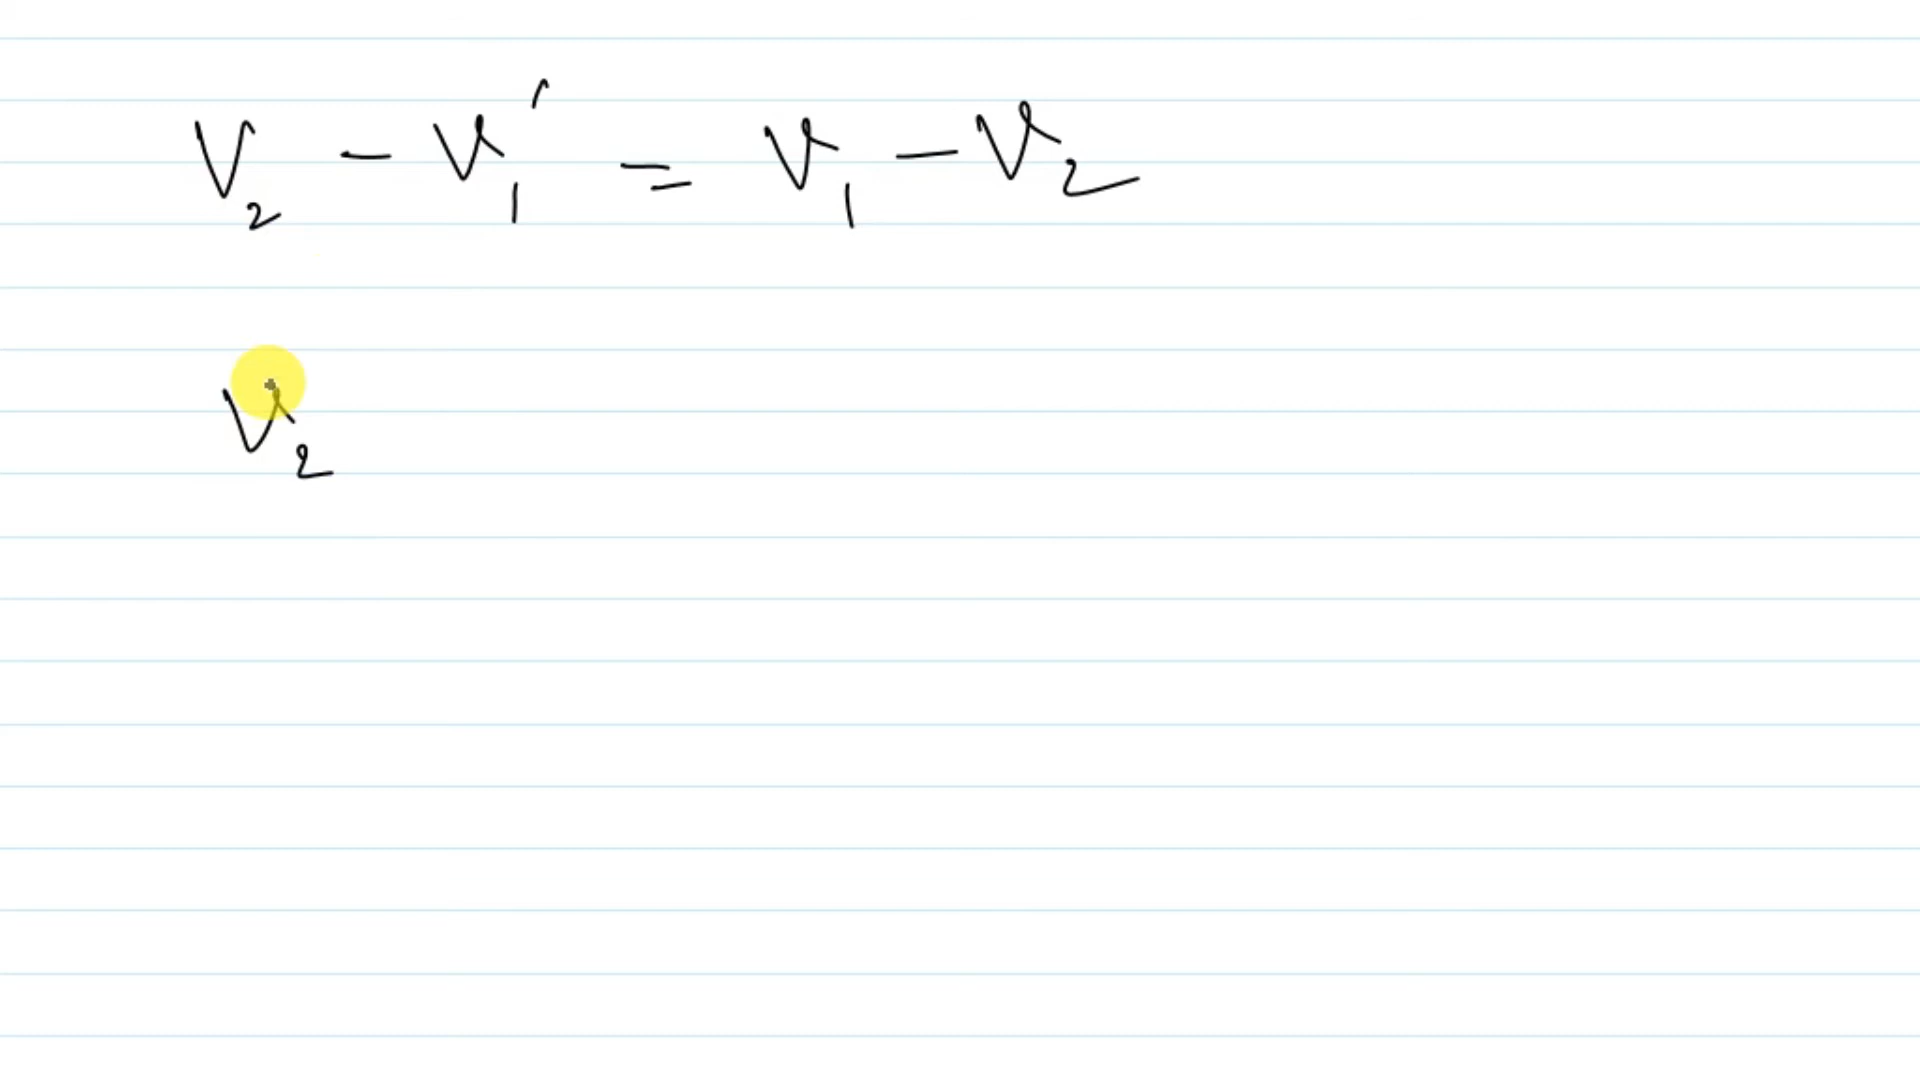 V₂ - V₁' = V₁ - V₂
V₂